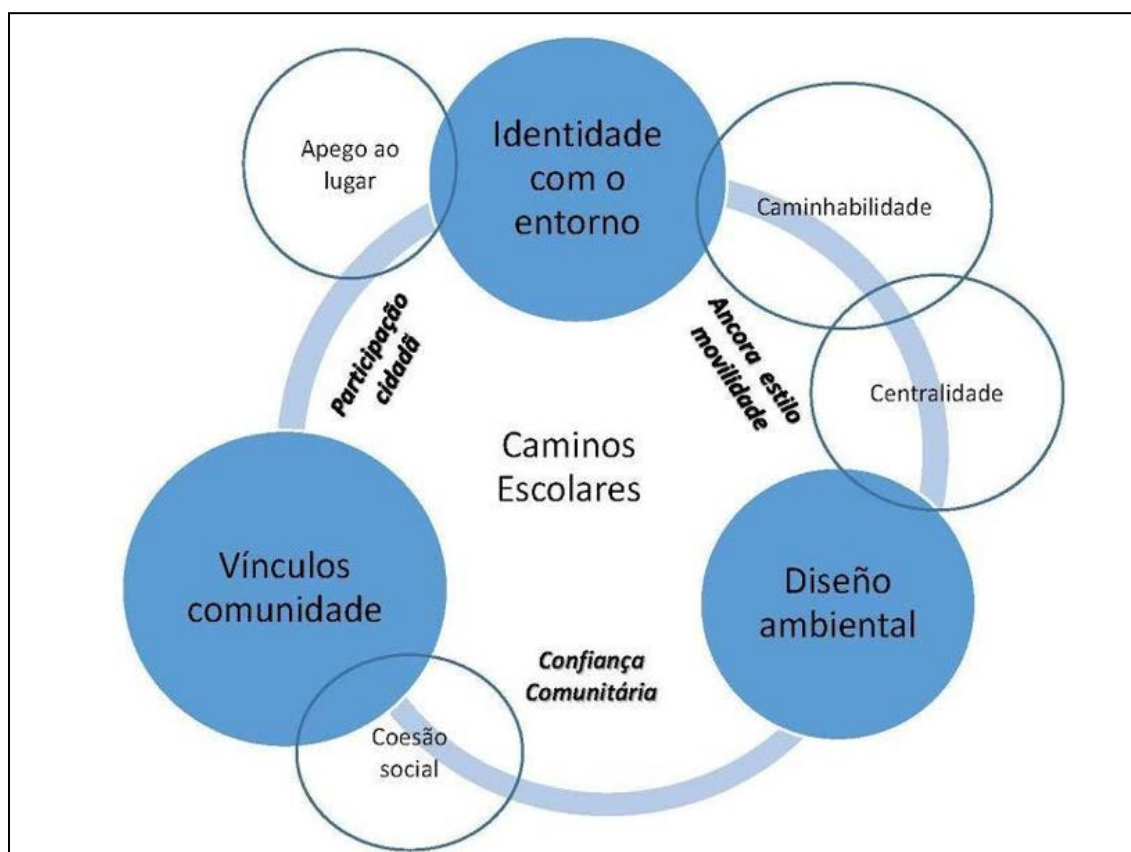 Identidade
com o
entorno
Apego ao
lugar
Caminhabilidade
Participação
cidadã
Ancora estilo
movilidade
Centralidade
Caminos
Escolares
Vínculos
comunidade
Diseño
ambiental
Confiança
Comunitária
Coesão
social